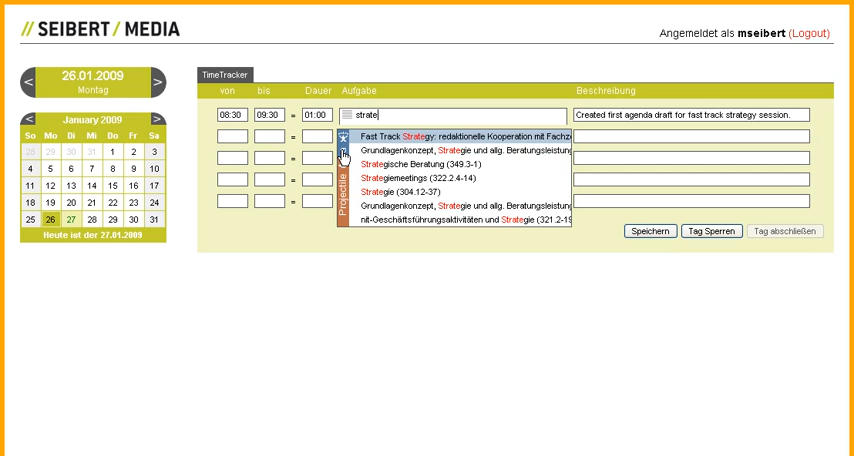 // SEIBERT / MEDIA
Angemeldet als mseibert (Logout)
< 26.01.2009 >
Montag
TimeTracker
von bis Dauer Aufgabe Beschreibung
08:30 09:30 = 01:00 strate Created first agenda draft for fast track strategy session.
< January 2009 >
So Mo Di Mi Do Fr Sa
28 29 30 31 1 2 3
4 5 6 7 8 9 10
11 12 13 14 15 16 17
18 19 20 21 22 23 24
25 26 27 28 29 30 31
Heute ist der 27.01.2009
=
=
=
=
Projectile
Fast Track Strategy: redaktionelle Kooperation mit Fachze
Grundlagenkonzept, Strategie und allg. Beratungsleistung
Strategische Beratung (349.3-1)
Strategiemeetings (322.2.4-14)
Strategie (304.12-37)
Grundlagenkonzept, Strategie und allg. Beratungsleistung
nit-Geschäftsführungsaktivitäten und Strategie (321.2-19
Speichern Tag Sperren Tag abschließen